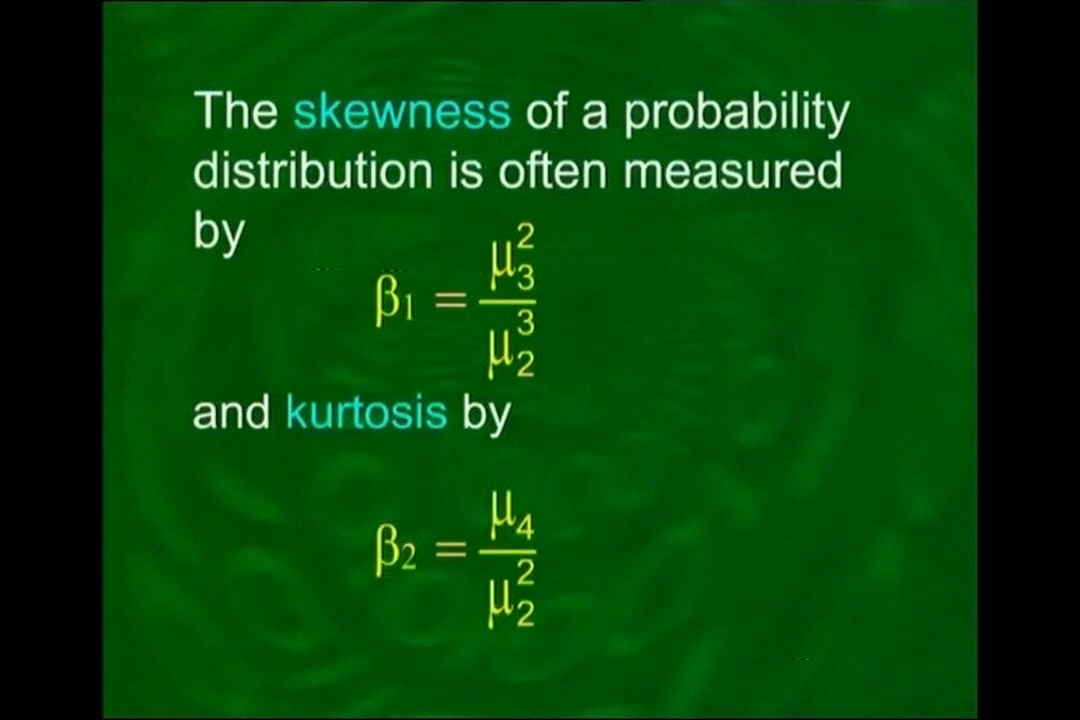 The skewness of a probability
distribution is often measured
by
β₁ = μ₃² / μ₂³
and kurtosis by
β₂ = μ₄ / μ₂²